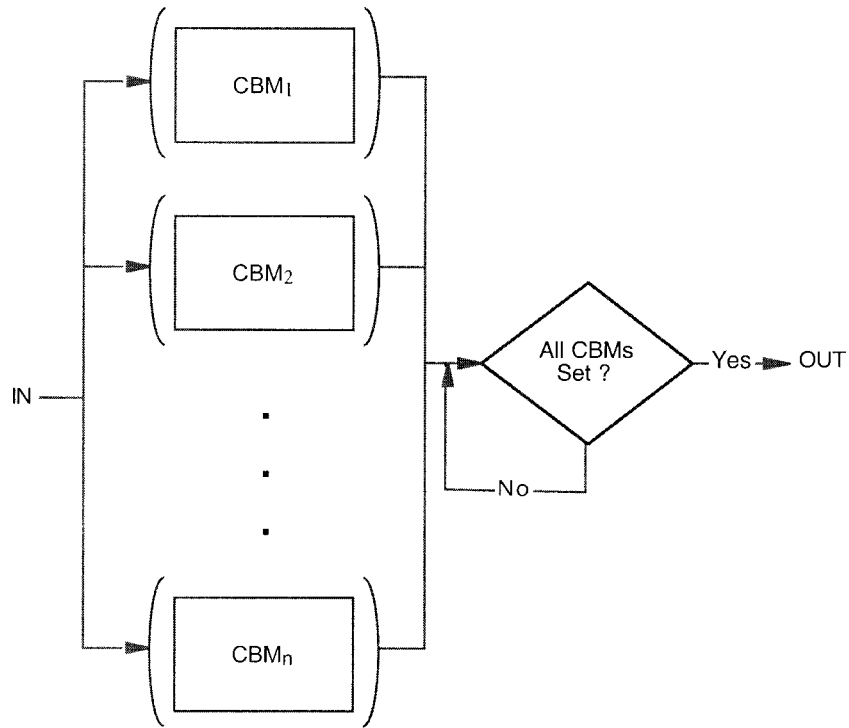 CBM1
CBM2
All CBMs
Set ?
Yes
OUT
IN
No
CBMn